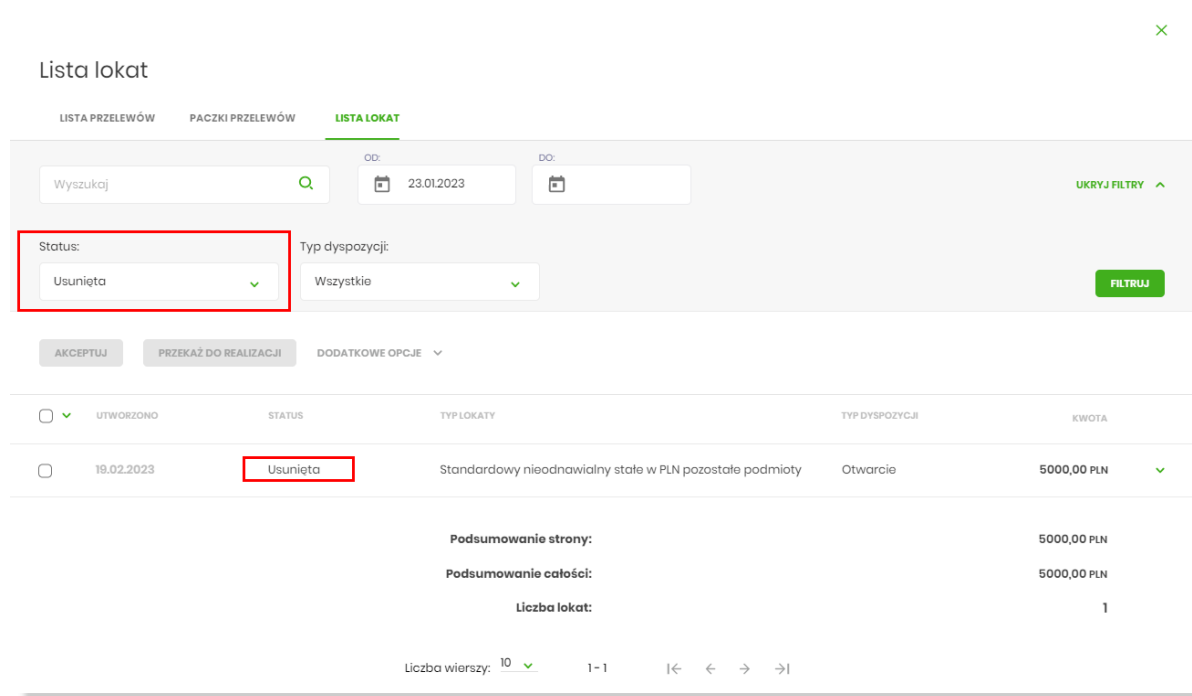 Lista lokat
LISTA PRZELEWÓW PACZKI PRZELEWÓW LISTA LOKAT
OD: DO:
Wyszukaj 23.01.2023 UKRYJ FILTRY
Status: Typ dyspozycji:
Usunięta Wszystkie FILTRUJ
AKCEPTUJ PRZEKAŻ DO REALIZACJI DODATKOWE OPCJE
UTWORZONO STATUS TYP LOKATY TYP DYSPOZYCJI KWOTA
19.02.2023 Usunięta Standardowy nieodnawialny stałe w PLN pozostałe podmioty Otwarcie 5000,00 PLN
Podsumowanie strony: 5000,00 PLN
Podsumowanie całości: 5000,00 PLN
Liczba lokat: 1
Liczba wierszy: 10 1 - 1